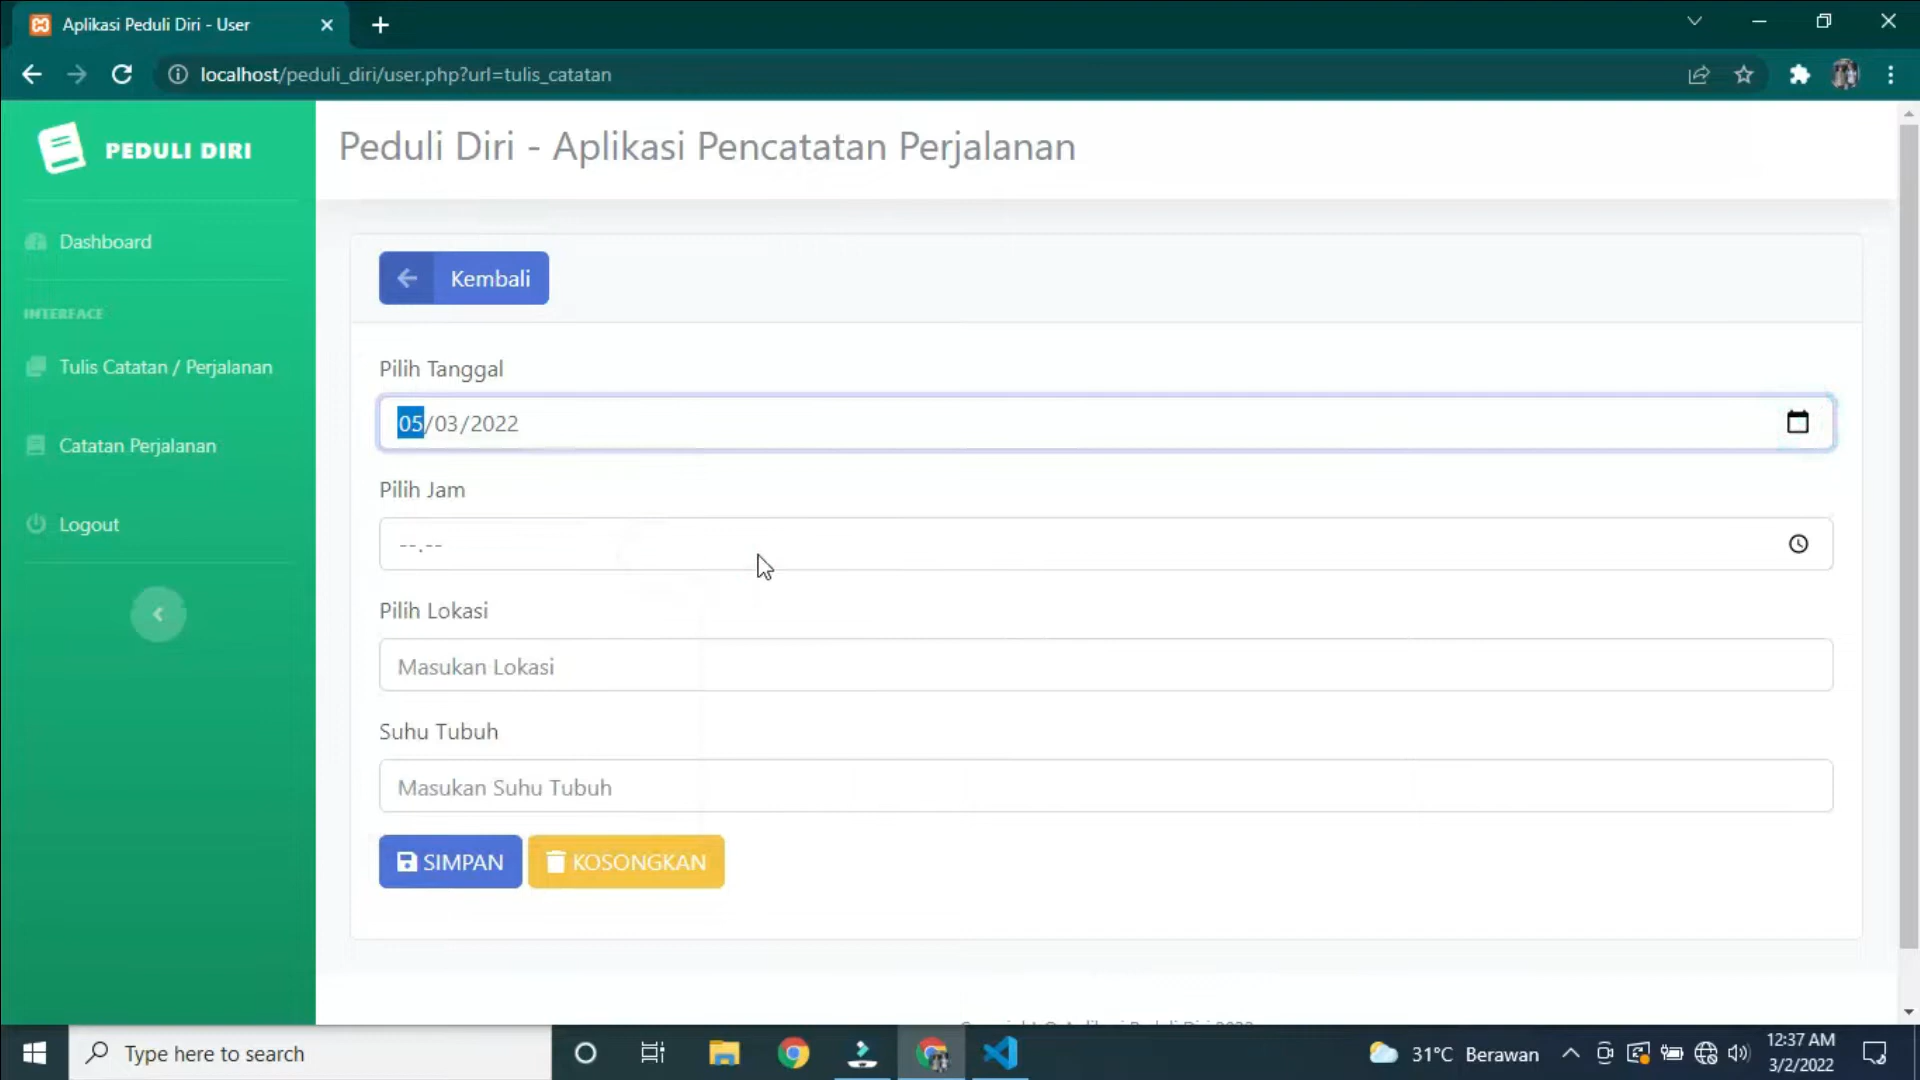 Aplikasi Peduli Diri - User
localhost/peduli_diri/user.php?url=tulis_catatan
PEDULI DIRI
Peduli Diri - Aplikasi Pencatatan Perjalanan
Dashboard
INTERFACE
Tulis Catatan / Perjalanan
Catatan Perjalanan
Logout
Kembali
Pilih Tanggal
05/03/2022
Pilih Jam
--.--
Pilih Lokasi
Masukan Lokasi
Suhu Tubuh
Masukan Suhu Tubuh
SIMPAN
KOSONGKAN
Type here to search
31°C Berawan
12:37 AM
3/2/2022